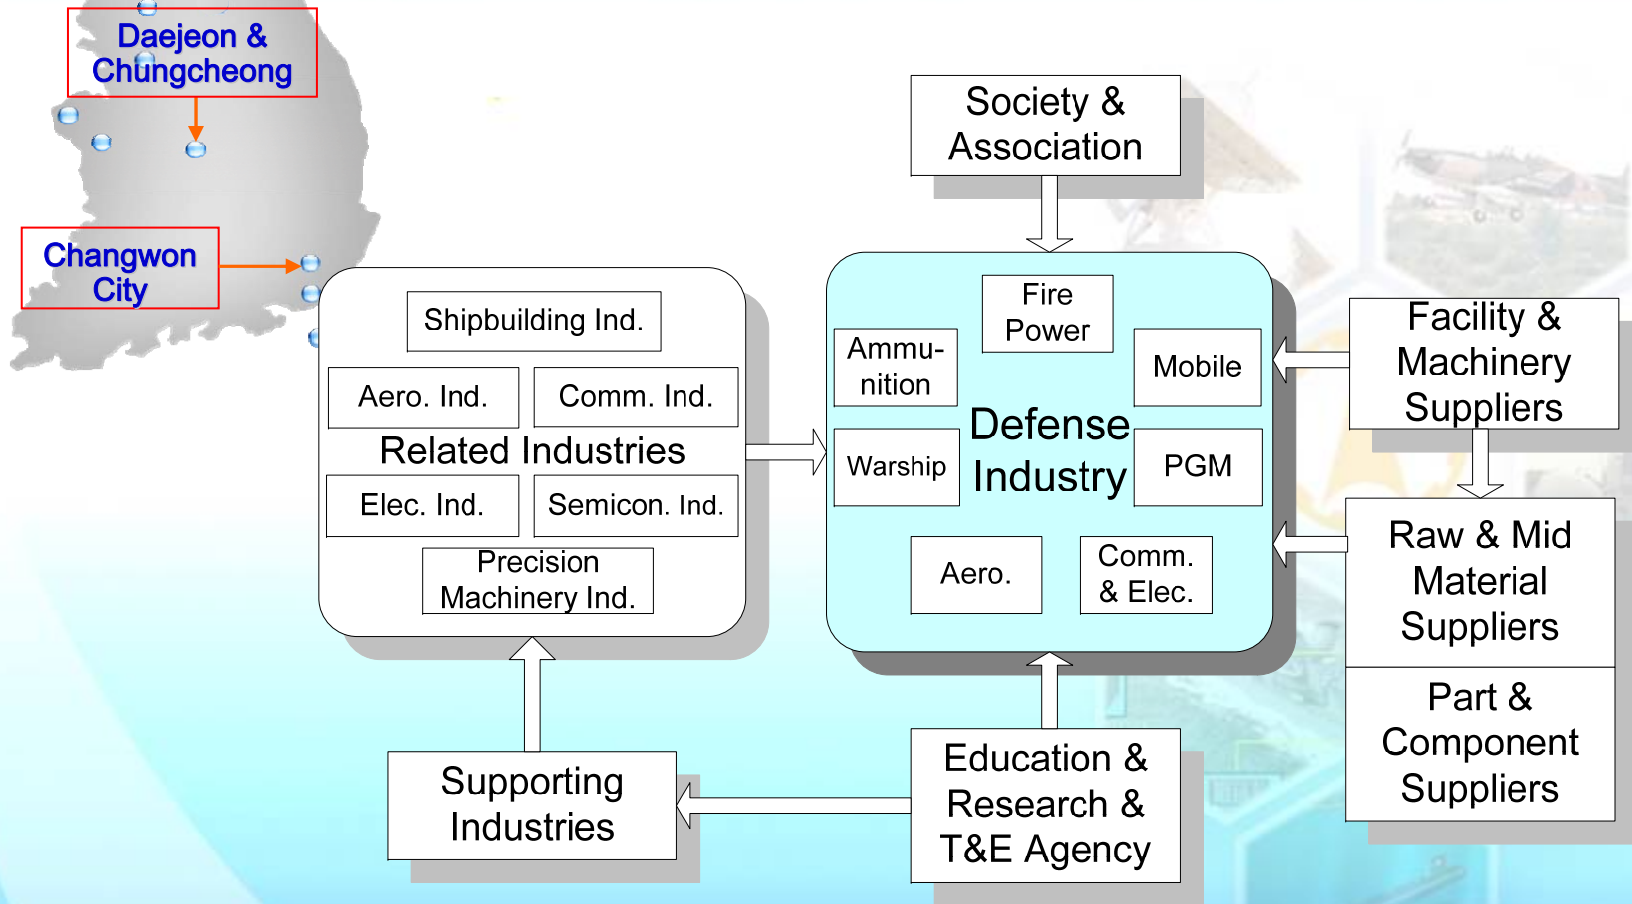 Daejeon &
Chungcheong
Changwon
City
Society &
Association
Shipbuilding Ind.
Aero. Ind.
Comm. Ind.
Related Industries
Elec. Ind.
Semicon. Ind.
Precision
Machinery Ind.
Fire
Power
Ammu-
nition
Mobile
Defense
Industry
Warship
PGM
Aero.
Comm.
& Elec.
Facility &
Machinery
Suppliers
Raw & Mid
Material
Suppliers
Part &
Component
Suppliers
Supporting
Industries
Education &
Research &
T&E Agency